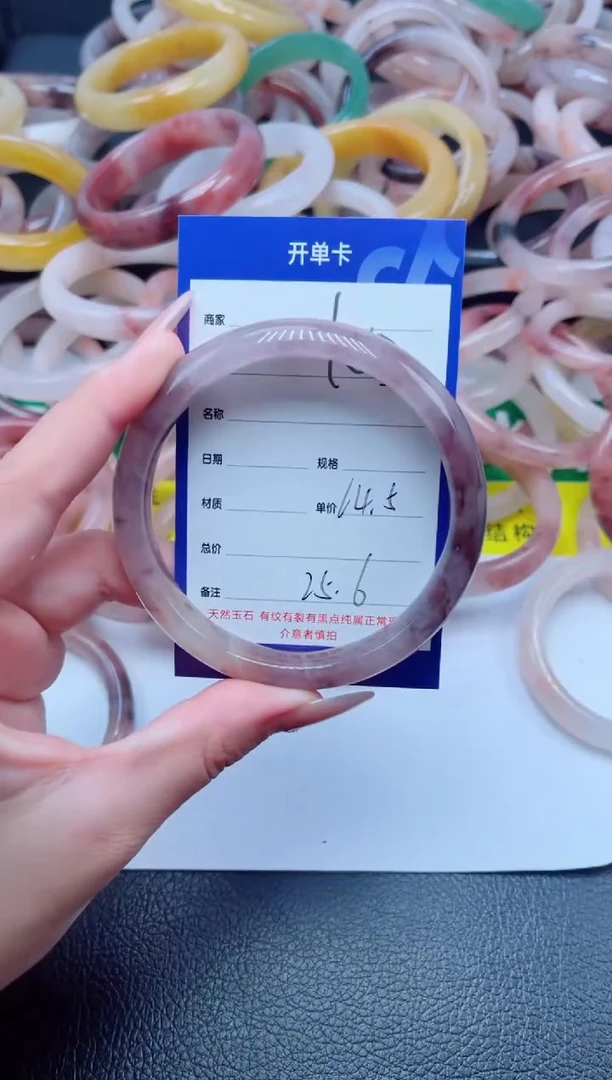 开单卡
商家
名称
日期 规格
材质 单价 14.5
总价
备注 25.6
天然玉石 有纹有裂有黑点纯属正常
介意者慎拍
结构